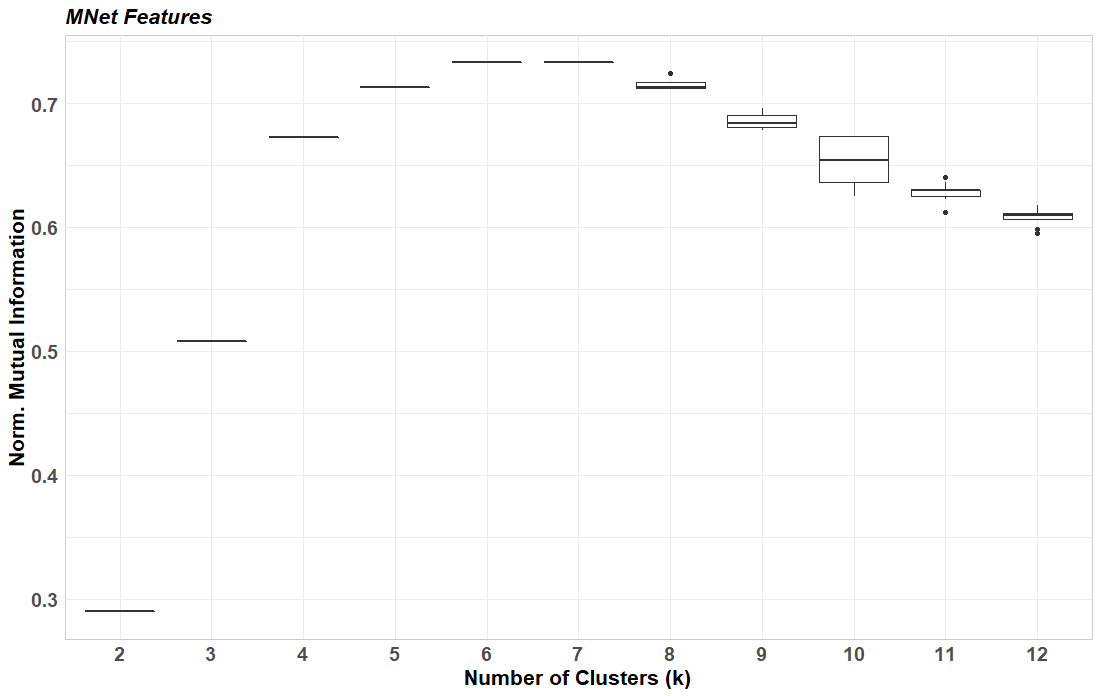 MNet Features
Norm. Mutual Information
0.7
0.6
0.5
0.4
0.3
2 3 4 5 6 7 8 9 10 11 12
Number of Clusters (k)